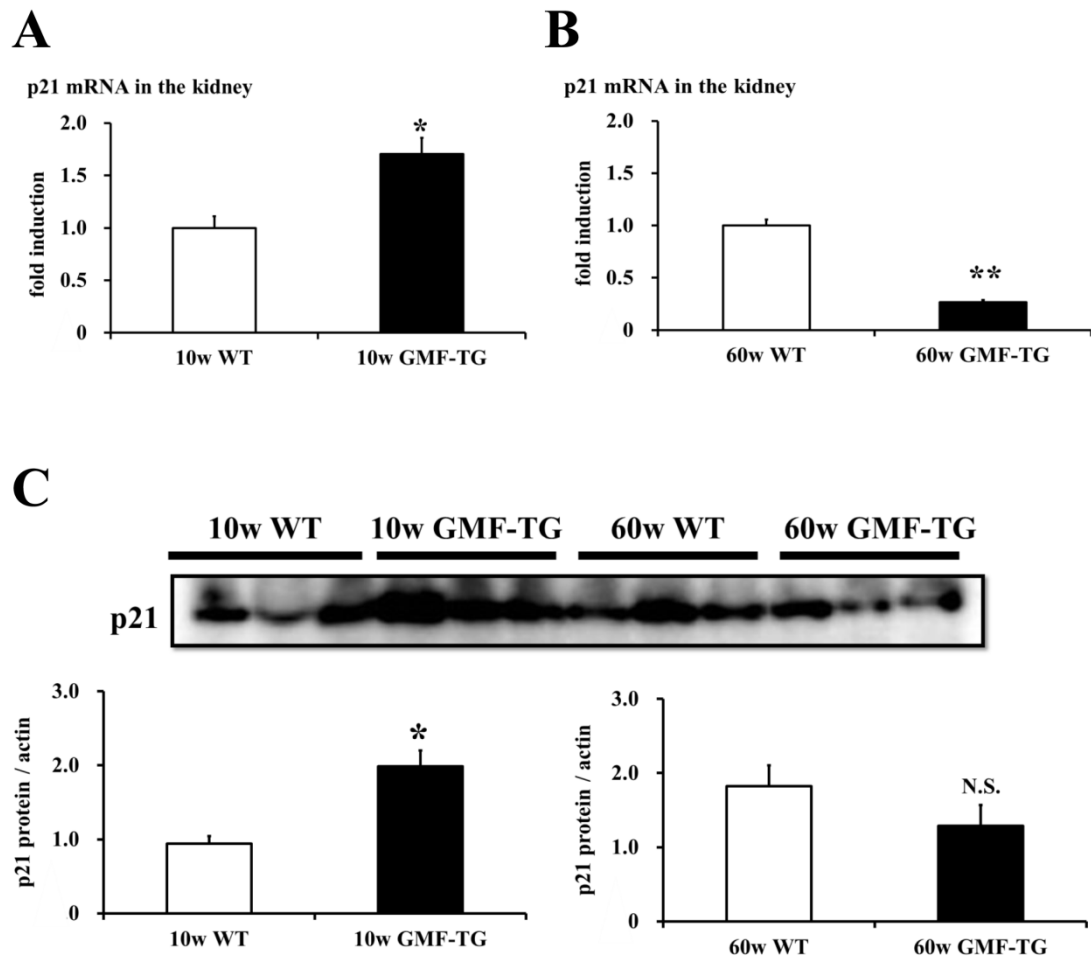 A
p21 mRNA in the kidney
fold induction
2.0
1.5
1.0
0.5
0
*
10w WT
10w GMF-TG
B
p21 mRNA in the kidney
fold induction
2.0
1.5
1.0
0.5
0
**
60w WT
60w GMF-TG
C
10w WT 10w GMF-TG 60w WT 60w GMF-TG
p21
p21 protein / actin
3.0
2.0
1.0
0
*
10w WT
10w GMF-TG
p21 protein / actin
3.0
2.0
1.0
0
N.S.
60w WT
60w GMF-TG